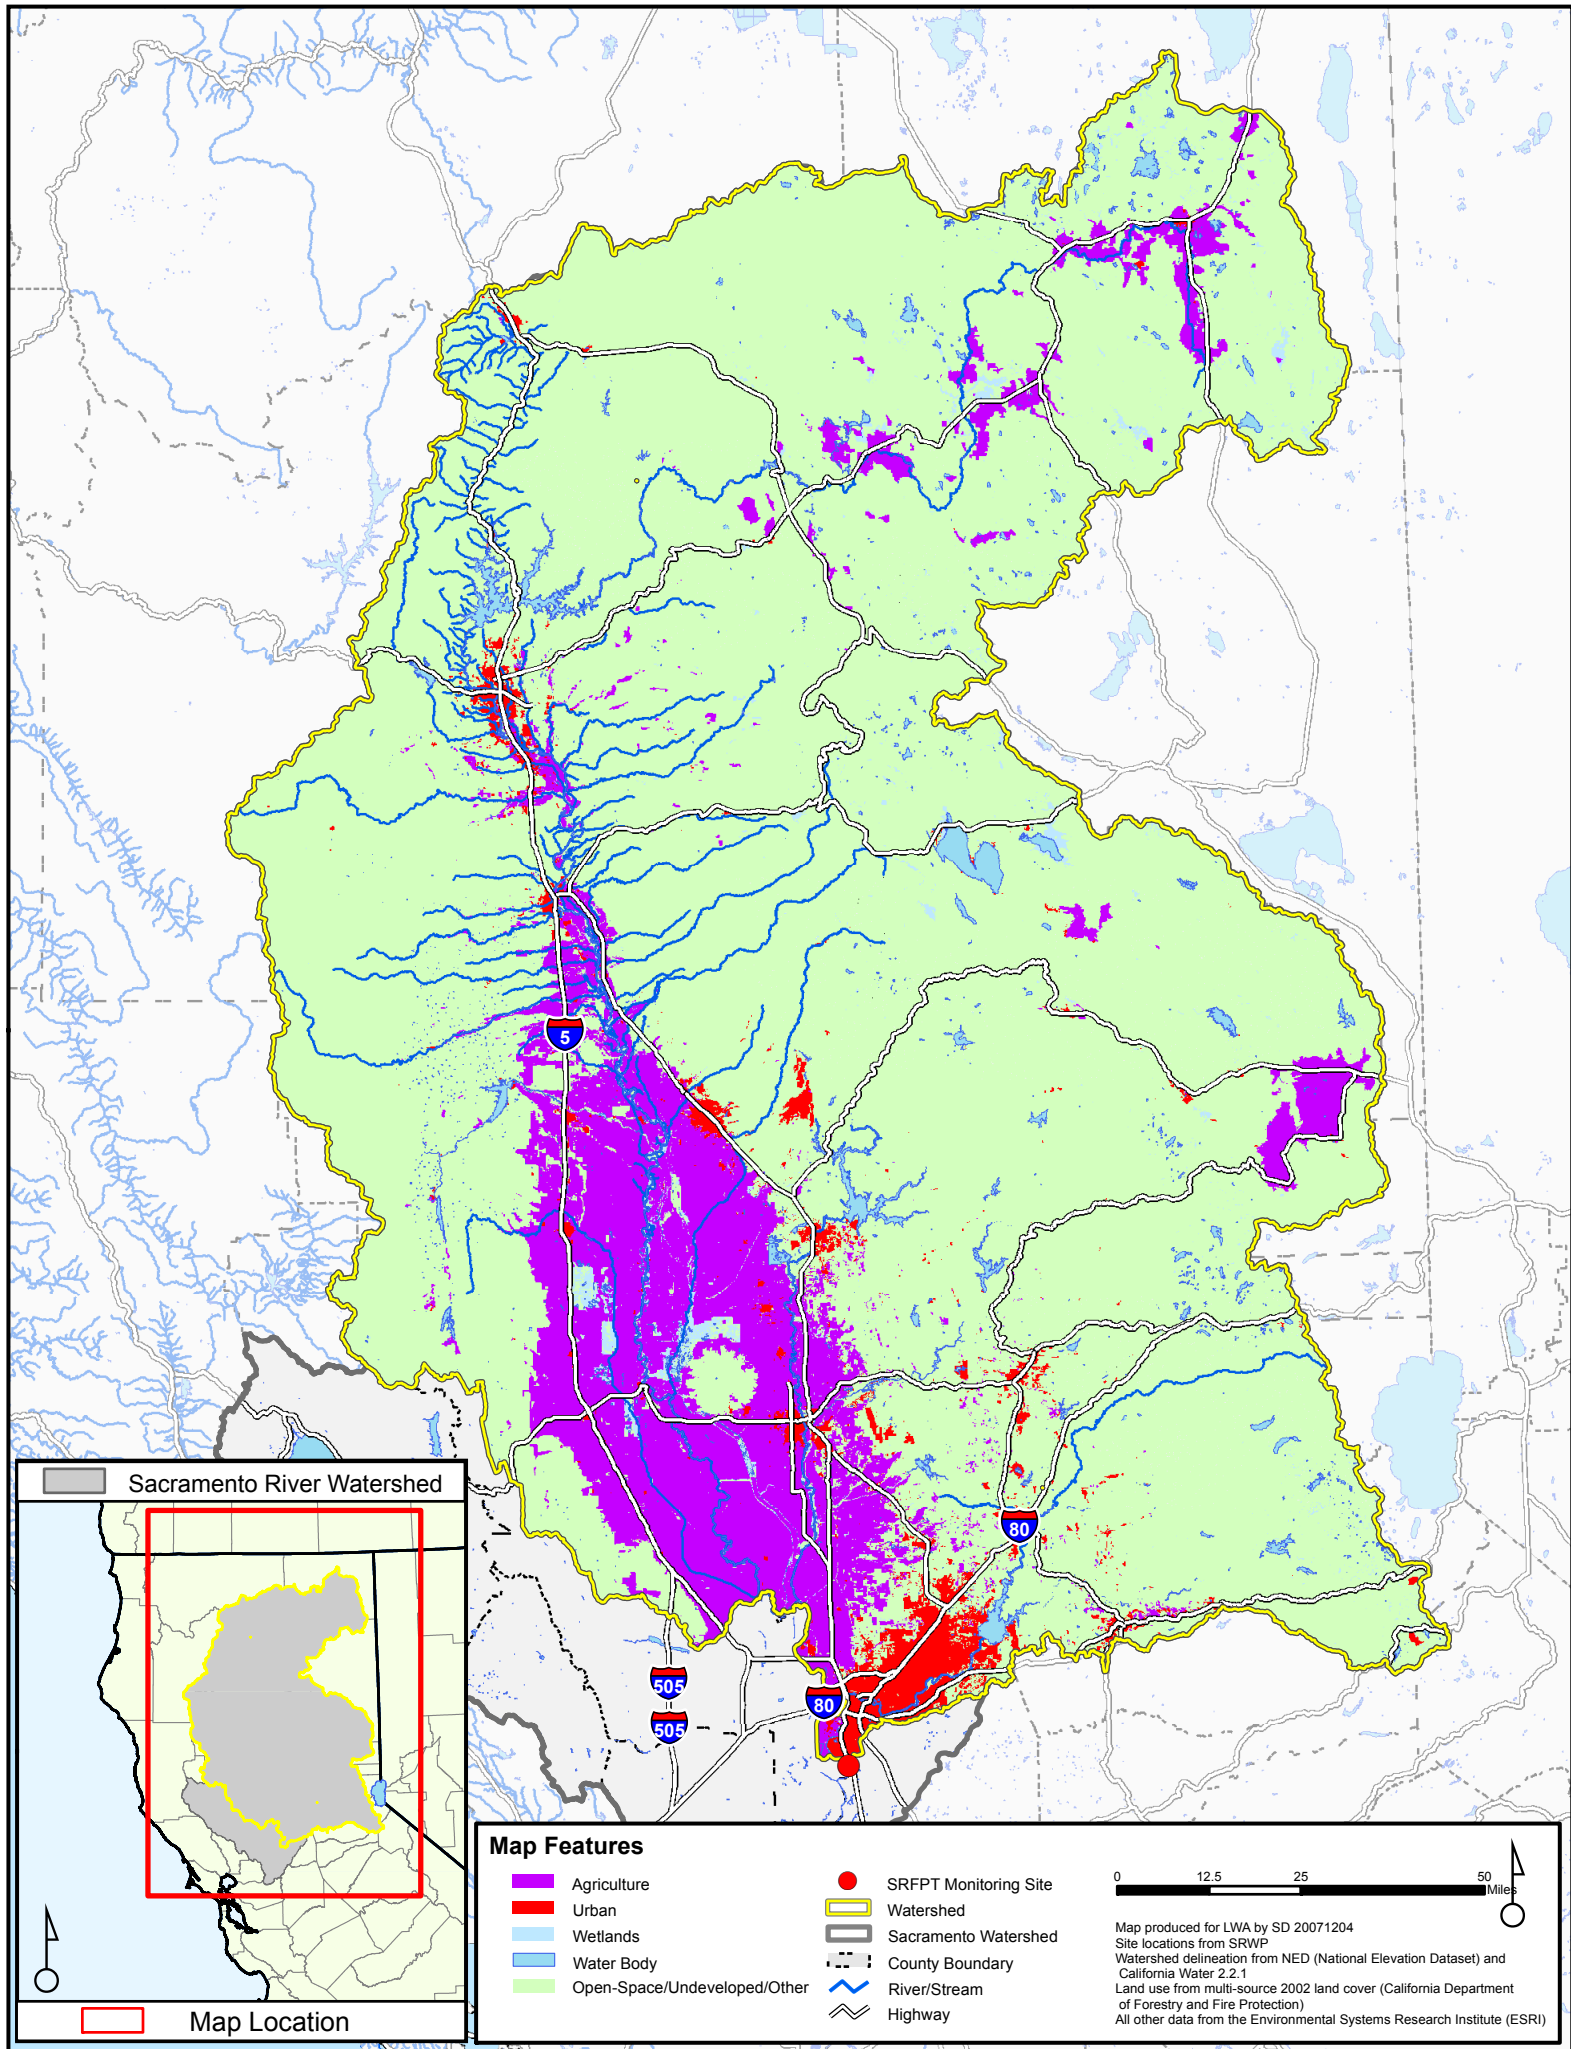 5
80
505
80
505
Sacramento River Watershed
Map Location
Map Features
Agriculture
Urban
Wetlands
Water Body
Open-Space/Undeveloped/Other
SRFPT Monitoring Site
Watershed
Sacramento Watershed
County Boundary
River/Stream
Highway
0 12.5 25 50
Miles
Map produced for LWA by SD 20071204
Site locations from SRWP
Watershed delineation from NED (National Elevation Dataset) and
California Water 2.2.1
Land use from multi-source 2002 land cover (California Department
of Forestry and Fire Protection)
All other data from the Environmental Systems Research Institute (ESRI)